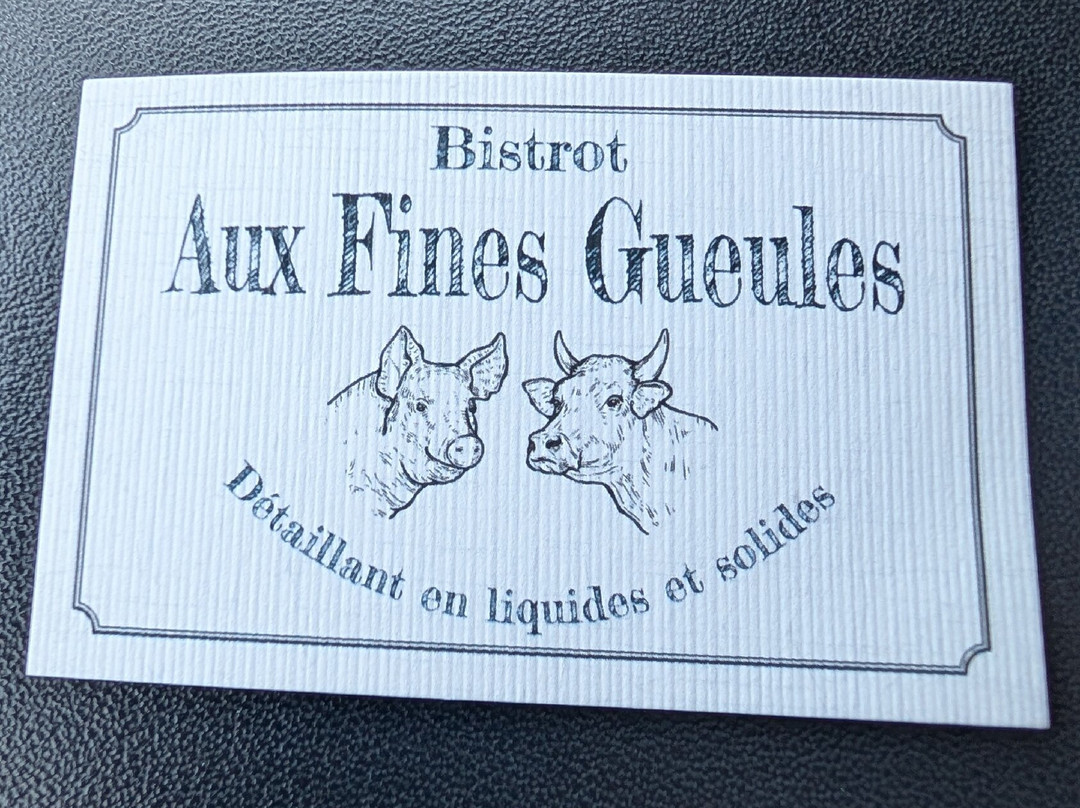 Bistrot
Aux Fines Gueules
Détaillant en liquides et solides